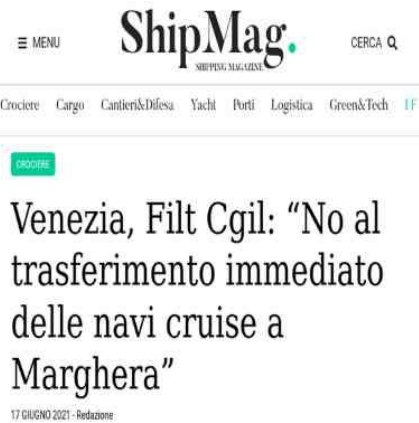 ≡ MENU ShipMag. CERCA
SHIPPING MAGAZINE
Crociere Cargo Cantieri&Difesa Yacht Porti Logistica Green&Tech I F
CROCIERE
Venezia, Filt Cgil: “No al
trasferimento immediato
delle navi cruise a
Marghera”
17 GIUGNO 2021 - Redazione